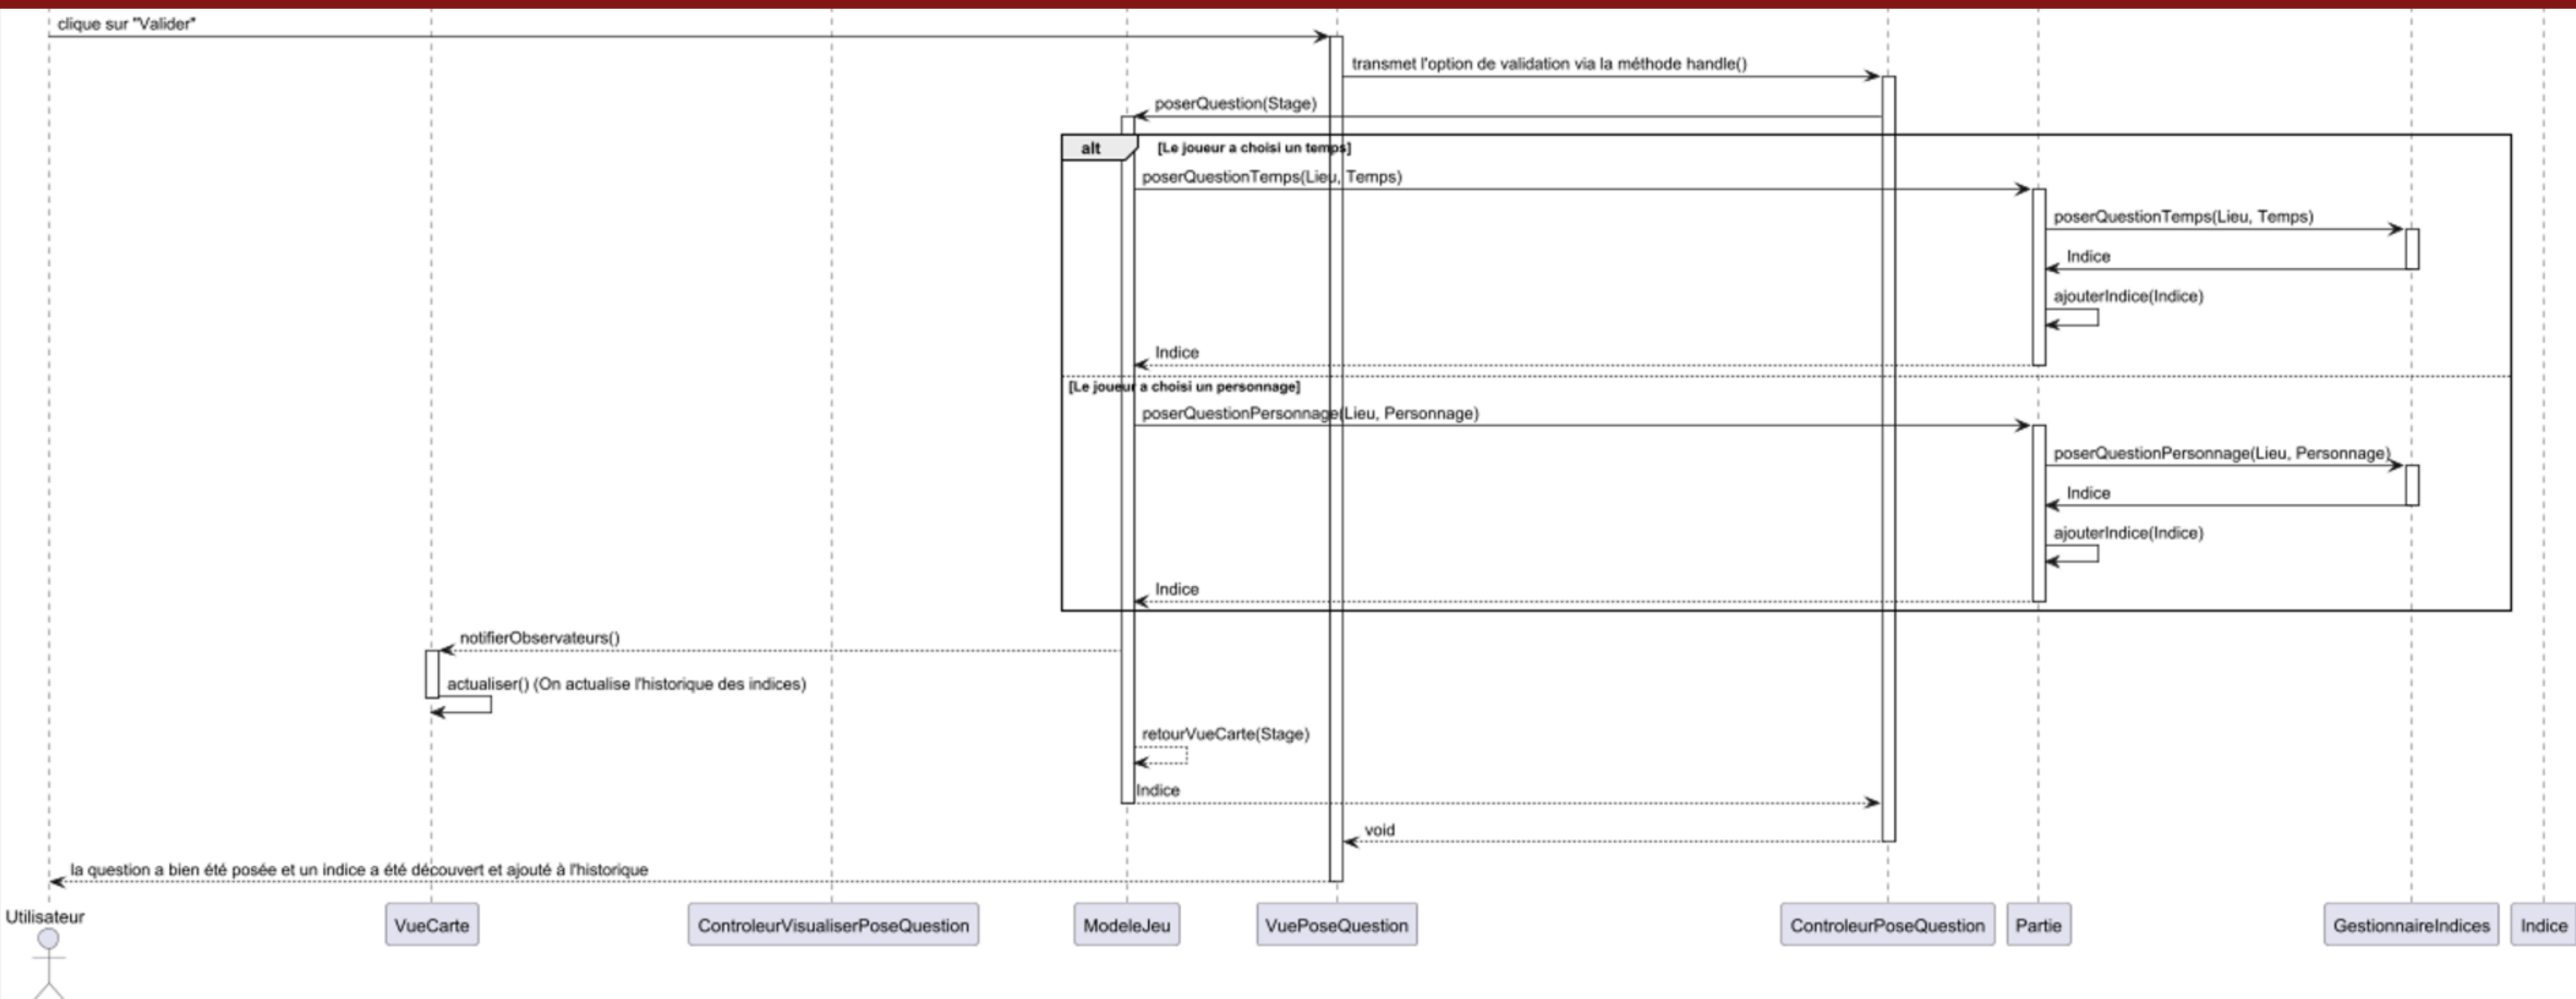 clique sur "Valider"
transmet l'option de validation via la méthode handle()
poserQuestion(Stage)
alt
[Le joueur a choisi un temps]
poserQuestionTemps(Lieu, Temps)
poserQuestionTemps(Lieu, Temps)
Indice
ajouterIndice(Indice)
Indice
[Le joueur a choisi un personnage]
poserQuestionPersonnage(Lieu, Personnage)
poserQuestionPersonnage(Lieu, Personnage)
Indice
ajouterIndice(Indice)
Indice
notifierObservateurs()
actualiser() (On actualise l'historique des indices)
retourVueCarte(Stage)
Indice
void
la question a bien été posée et un indice a été découvert et ajouté à l'historique
Utilisateur
VueCarte
ControleurVisualiserPoseQuestion
ModeleJeu
VuePoseQuestion
ControleurPoseQuestion
Partie
GestionnaireIndices
Indice